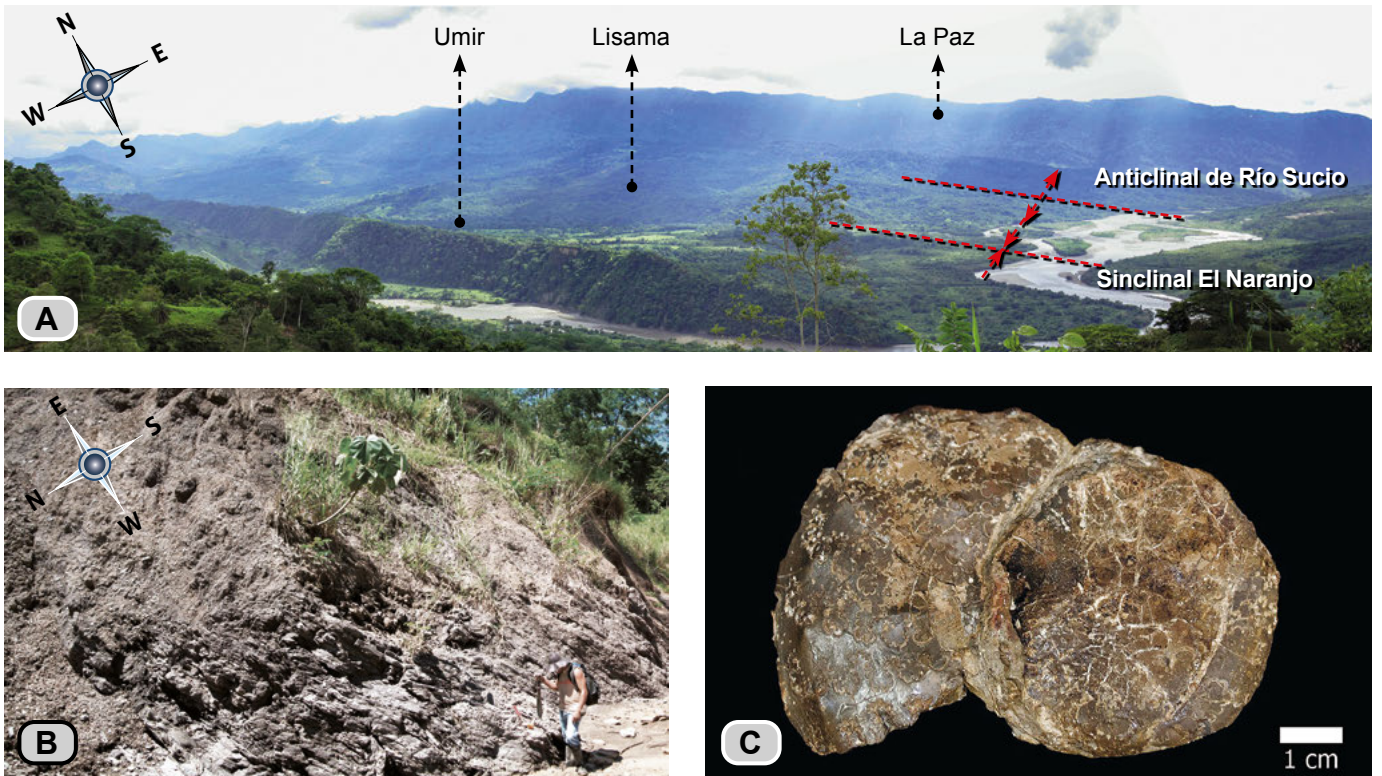 N
E
W
S
Umir
Lisama
La Paz
Anticlinal de Río Sucio
Sinclinal El Naranjo
A
E
S
N
W
B
C
1 cm